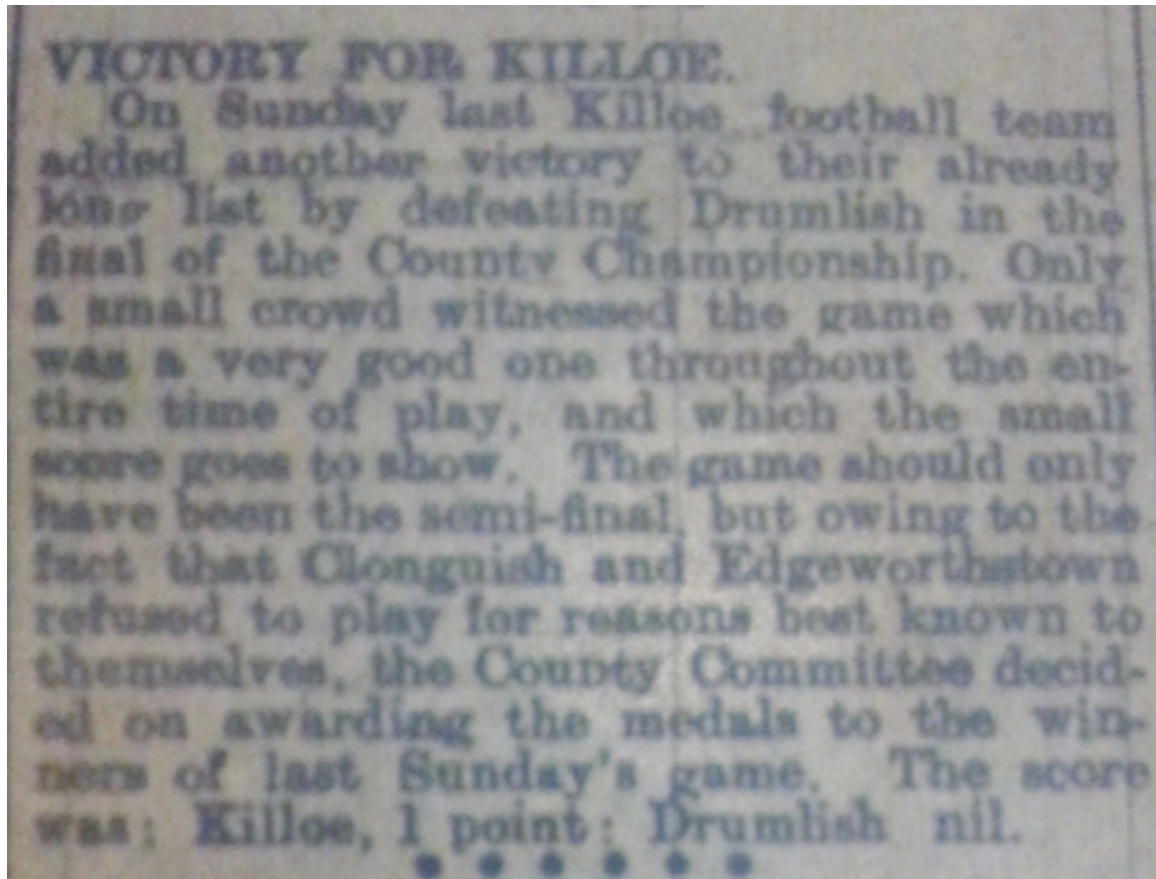 VICTORY FOR KILLOE.
On Sunday last Killoe football team
added another victory to their already
long list by defeating Drumlish in the
final of the County Championship. Only
a small crowd witnessed the game which
was a very good one throughout the en-
tire time of play, and which the small
score goes to show. The game should only
have been the semi-final, but owing to the
fact that Clonguish and Edgeworthstown
refused to play for reasons best known to
themselves, the County Committee decid-
ed on awarding the medals to the win-
ners of last Sunday's game. The score
was: Killoe, 1 point; Drumlish nil.